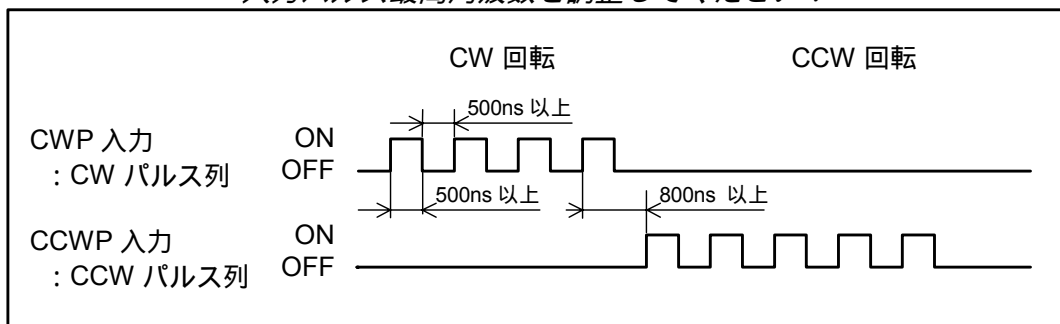 CW 回転 CCW 回転
500ns 以上
CWP 入力 ON
：CW パルス列 OFF
500ns 以上 800ns 以上
CCWP 入力 ON
：CCW パルス列 OFF